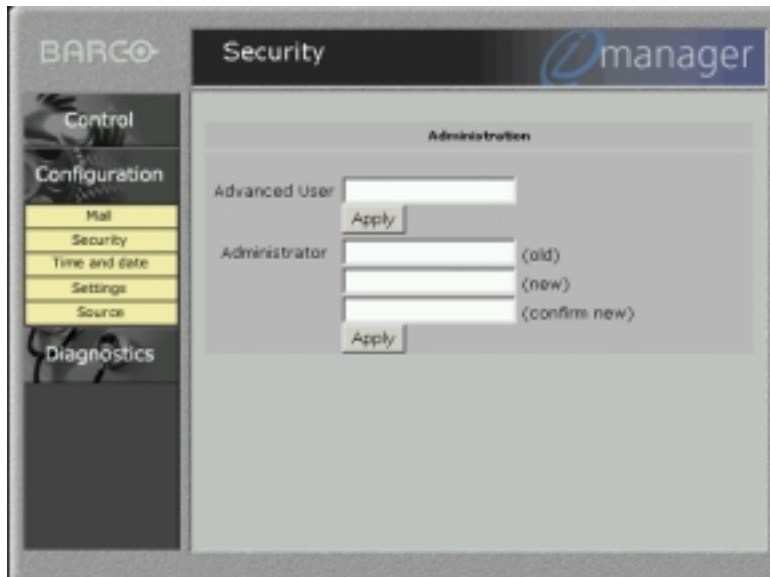 BARCO
Security
imanager
Control
Configuration
Mail
Security
Time and date
Settings
Source
Diagnostics
Administration
Advanced User
Apply
Administrator
(old)
(new)
(confirm new)
Apply